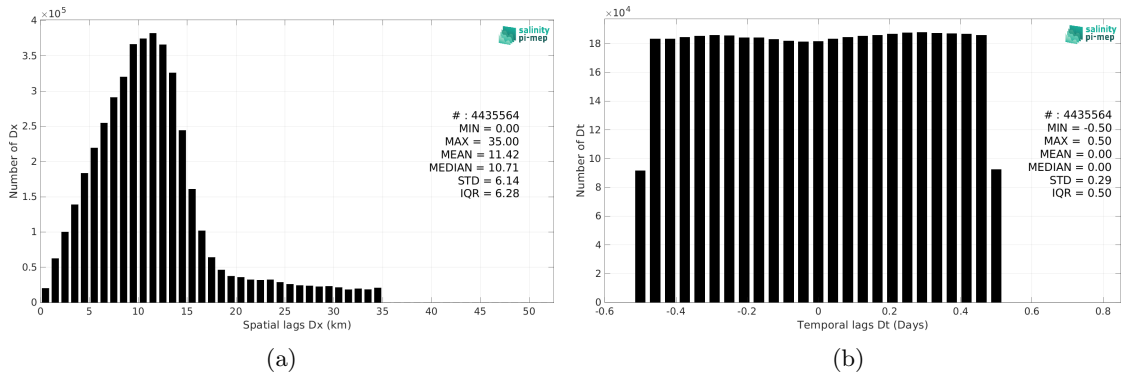 ×10⁵
4
3.5
3
2.5
2
1.5
1
0.5
0
Number of Dx
salinity
pi-mep
# : 4435564
MIN = 0.00
MAX = 35.00
MEAN = 11.42
MEDIAN = 10.71
STD = 6.14
IQR = 6.28
0 5 10 15 20 25 30 35 40 45 50
Spatial lags Dx (km)
(a)
×10⁴
18
16
14
12
10
8
6
4
2
0
Number of Dt
salinity
pi-mep
# : 4435564
MIN = -0.50
MAX = 0.50
MEAN = 0.00
MEDIAN = 0.00
STD = 0.29
IQR = 0.50
-0.6 -0.4 -0.2 0 0.2 0.4 0.6 0.8
Temporal lags Dt (Days)
(b)